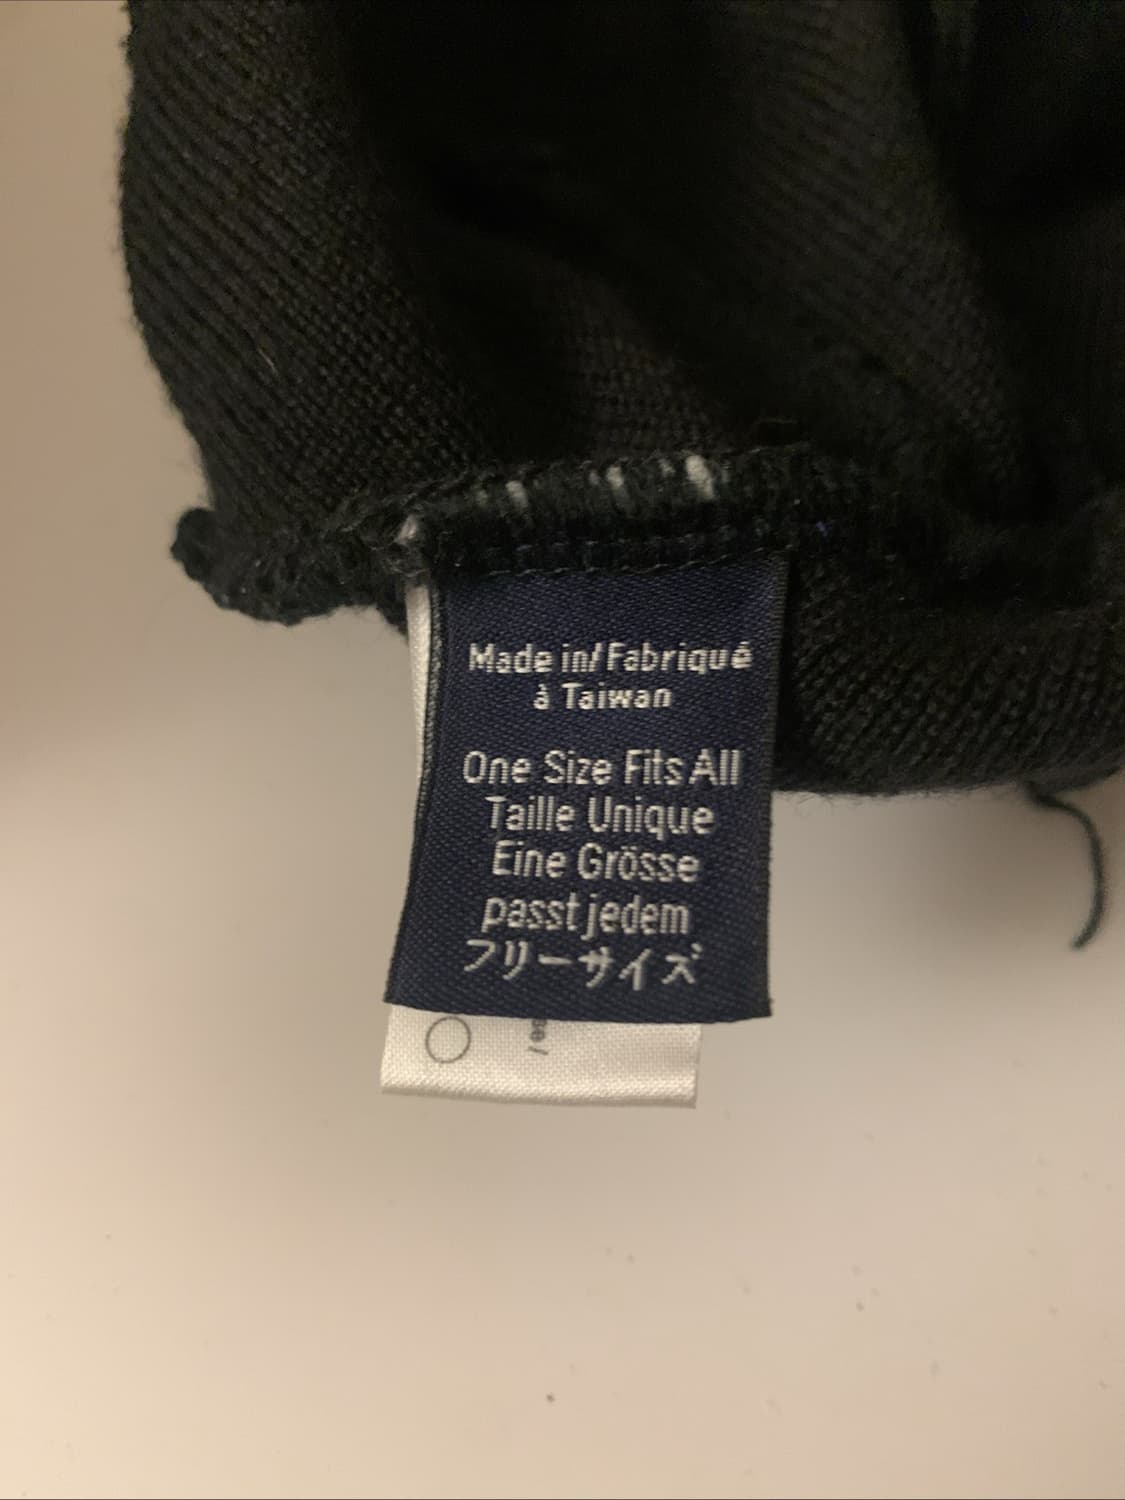 Made in/Fabriqué
à Taiwan
One Size Fits All
Taille Unique
Eine Grösse
passt jedem
フリーサイズ
se/